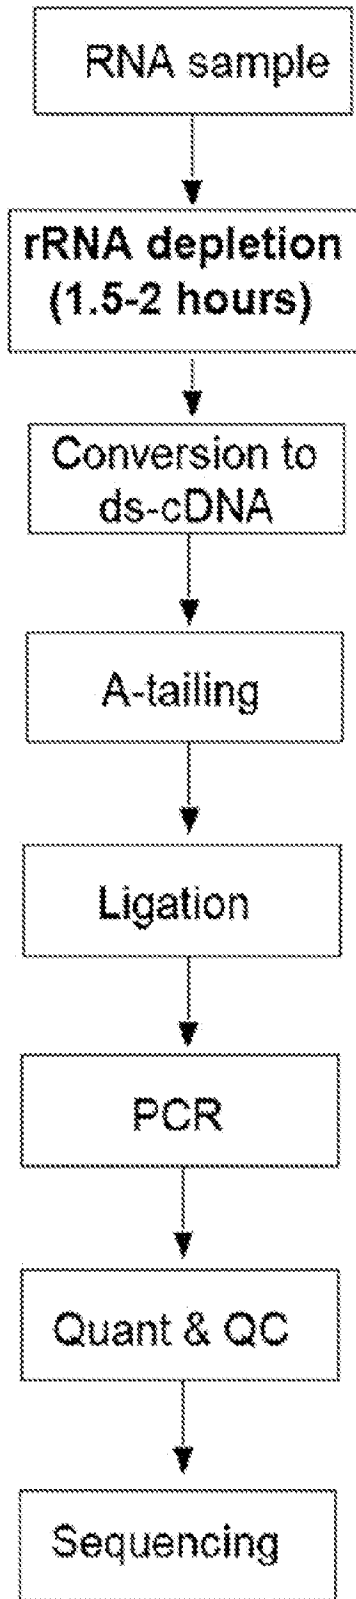 RNA sample
rRNA depletion
(1.5-2 hours)
Conversion to
ds-cDNA
A-tailing
Ligation
PCR
Quant & QC
Sequencing